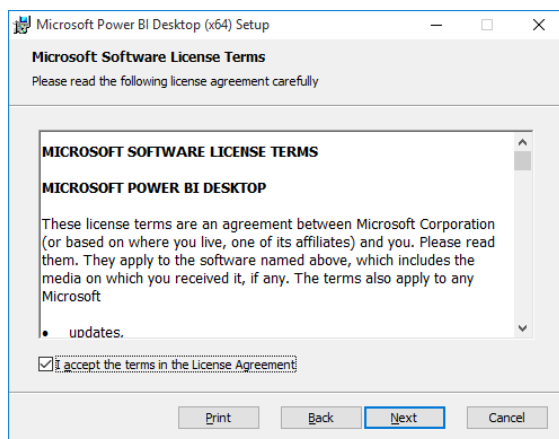 Microsoft Power BI Desktop (x64) Setup
Microsoft Software License Terms
Please read the following license agreement carefully
MICROSOFT SOFTWARE LICENSE TERMS
MICROSOFT POWER BI DESKTOP
These license terms are an agreement between Microsoft Corporation
(or based on where you live, one of its affiliates) and you. Please read
them. They apply to the software named above, which includes the
media on which you received it, if any. The terms also apply to any
Microsoft
• updates,
I accept the terms in the License Agreement
Print Back Next Cancel